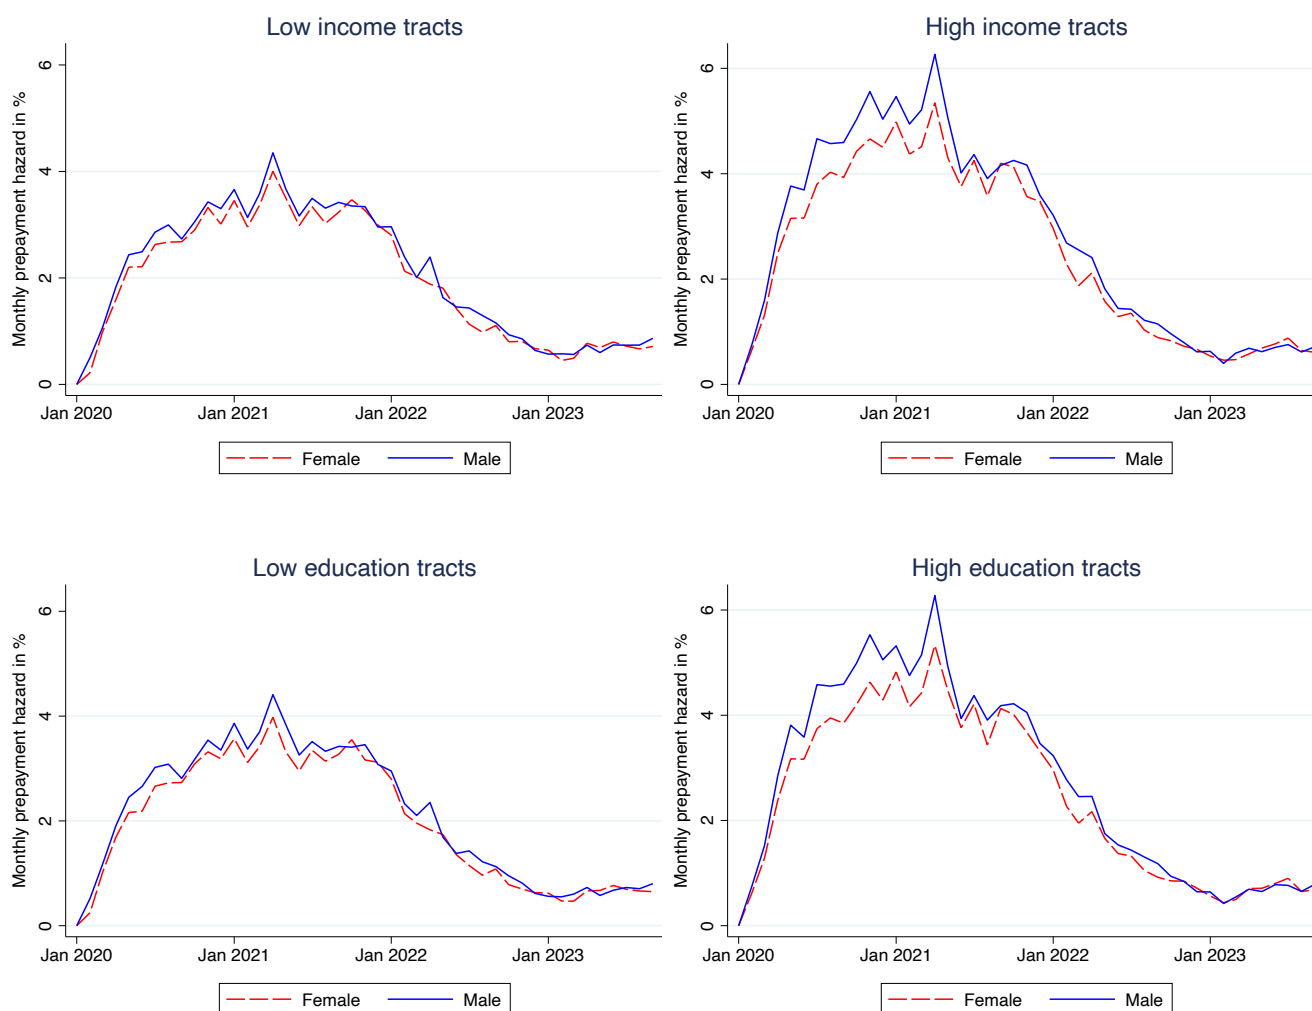 Low income tracts
Monthly prepayment hazard in %
6
4
2
0
Jan 2020 Jan 2021 Jan 2022 Jan 2023
Female Male
High income tracts
Monthly prepayment hazard in %
6
4
2
0
Jan 2020 Jan 2021 Jan 2022 Jan 2023
Female Male
Low education tracts
Monthly prepayment hazard in %
6
4
2
0
Jan 2020 Jan 2021 Jan 2022 Jan 2023
Female Male
High education tracts
Monthly prepayment hazard in %
6
4
2
0
Jan 2020 Jan 2021 Jan 2022 Jan 2023
Female Male